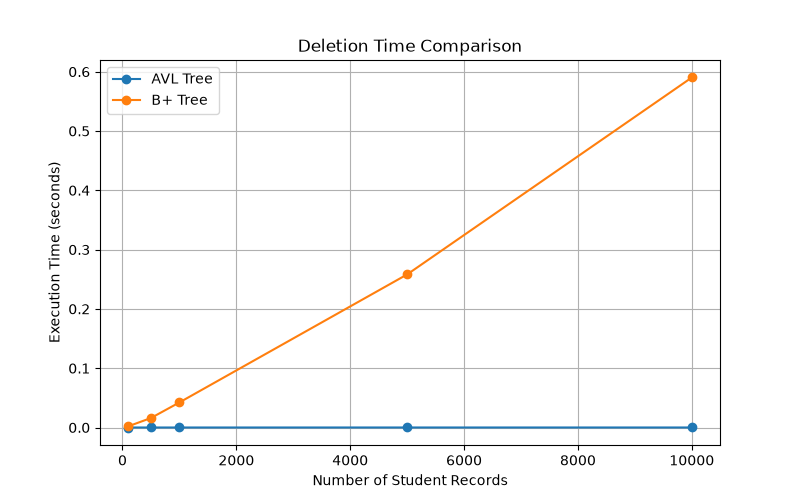 Deletion Time Comparison
AVL Tree
B+ Tree
Execution Time (seconds)
0.6
0.5
0.4
0.3
0.2
0.1
0.0
0 2000 4000 6000 8000 10000
Number of Student Records